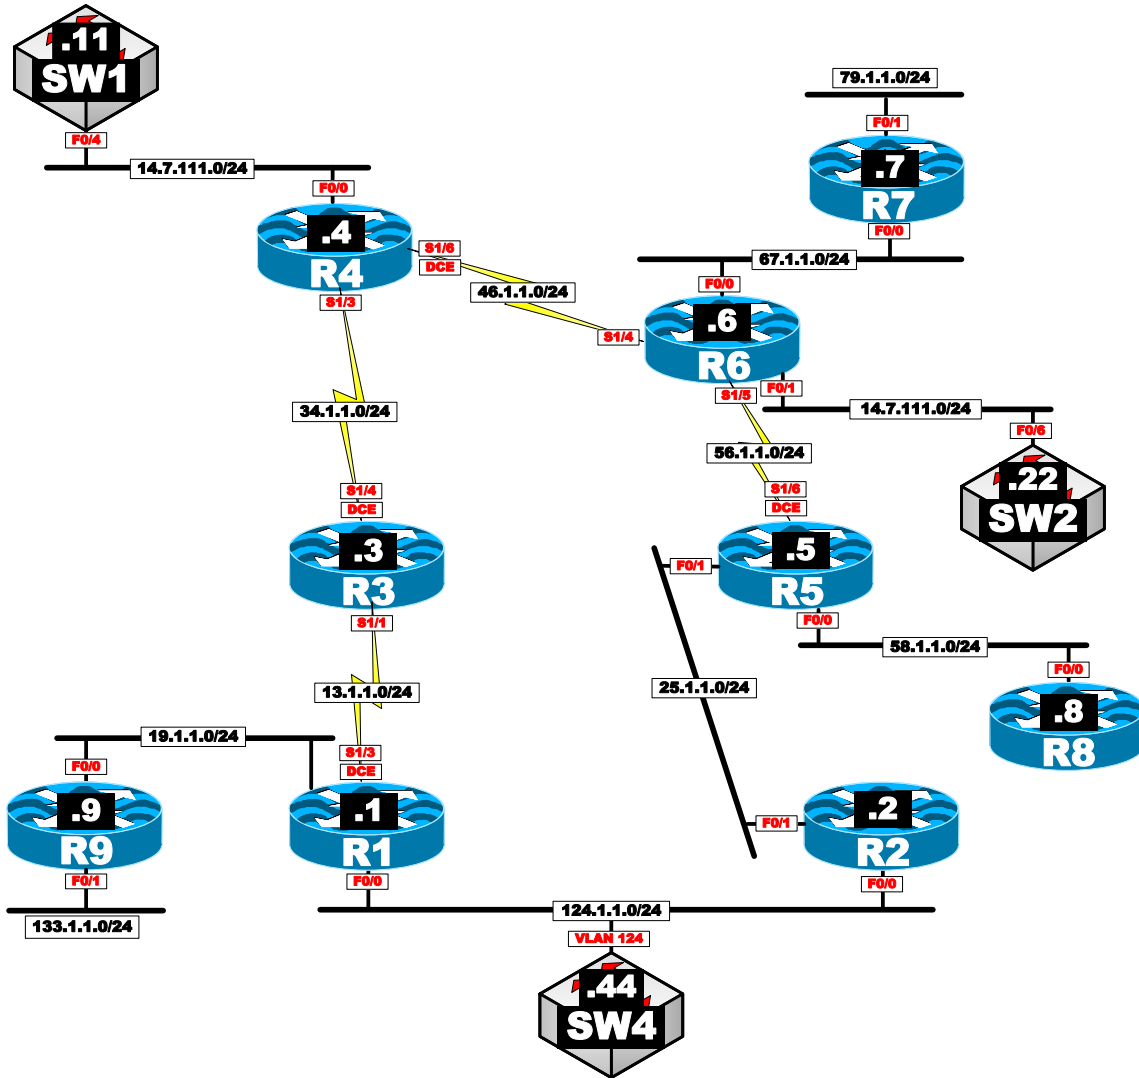 .11
SW1
F0/4
14.7.111.0/24
F0/0
.4
R4
S1/6
DCE
S1/3
46.1.1.0/24
79.1.1.0/24
F0/1
.7
R7
F0/0
67.1.1.0/24
F0/0
.6
R6
S1/4
F0/1
S1/5
14.7.111.0/24
F0/6
.22
SW2
34.1.1.0/24
56.1.1.0/24
S1/4
DCE
.3
R3
S1/1
S1/6
DCE
.5
R5
F0/1
F0/0
58.1.1.0/24
F0/0
.8
R8
25.1.1.0/24
13.1.1.0/24
19.1.1.0/24
S1/3
DCE
F0/0
.9
R9
F0/1
133.1.1.0/24
.1
R1
F0/0
F0/1
.2
R2
F0/0
124.1.1.0/24
VLAN 124
.44
SW4